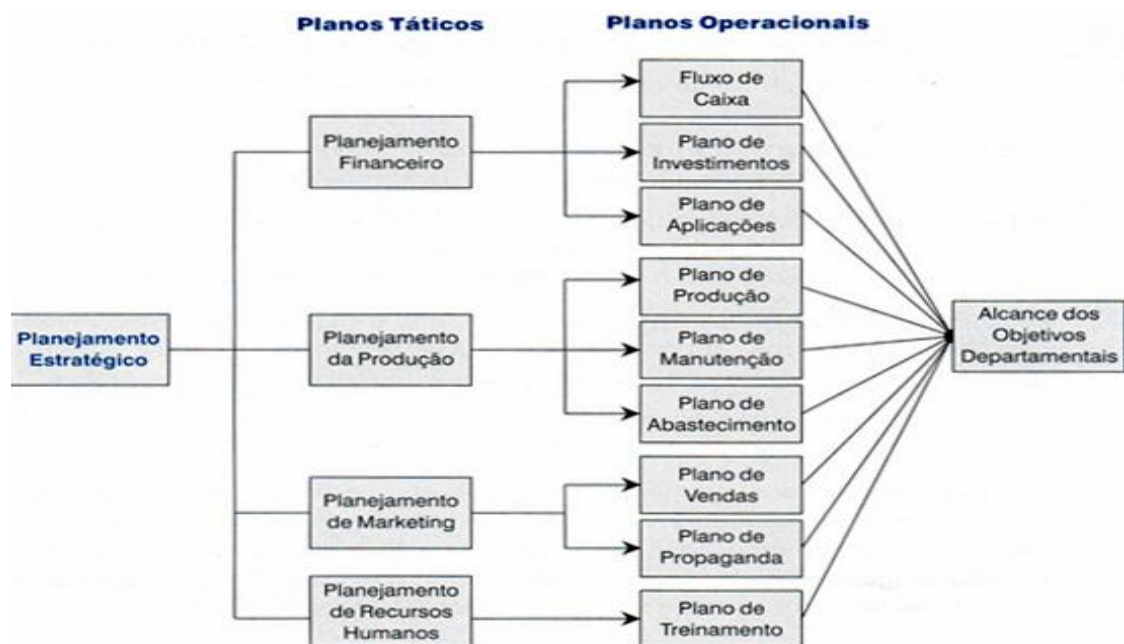 Planos Táticos
Planos Operacionais
Planejamento
Estratégico
Planejamento
Financeiro
Planejamento
da Produção
Planejamento
de Marketing
Planejamento
de Recursos
Humanos
Fluxo de
Caixa
Plano de
Investimentos
Plano de
Aplicações
Plano de
Produção
Plano de
Manutenção
Plano de
Abastecimento
Plano de
Vendas
Plano de
Propaganda
Plano de
Treinamento
Alcance dos
Objetivos
Departamentais